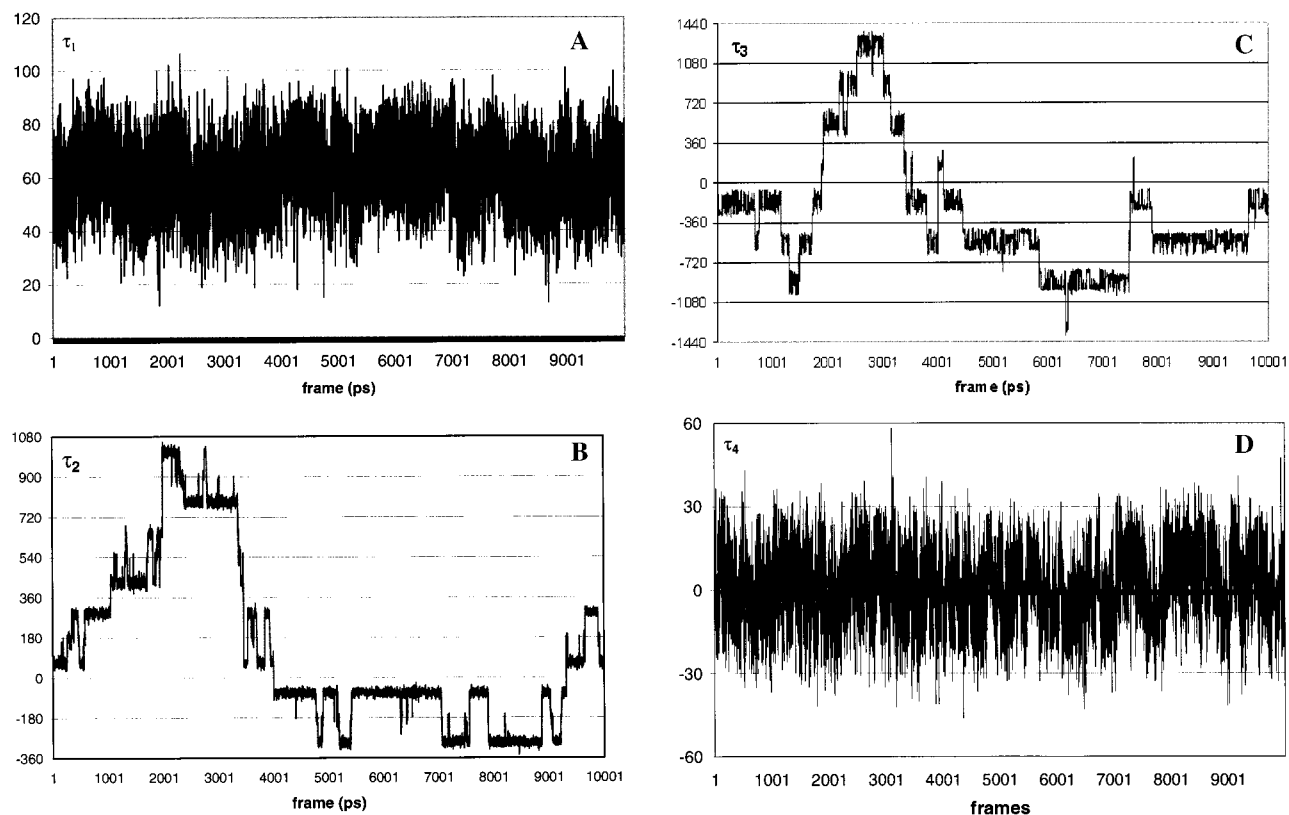 120
100
80
60
40
20
0
τ1
A
1 1001 2001 3001 4001 5001 6001 7001 8001 9001
frame (ps)
1440
1080
720
360
0
-360
-720
-1080
-1440
τ3
C
1 1001 2001 3001 4001 5001 6001 7001 8001 9001 10001
frame (ps)
1080
900
720
540
360
180
0
-180
-360
τ2
B
1 1001 2001 3001 4001 5001 6001 7001 8001 9001 10001
frame (ps)
60
30
0
-30
-60
τ4
D
1 1001 2001 3001 4001 5001 6001 7001 8001 9001
frames